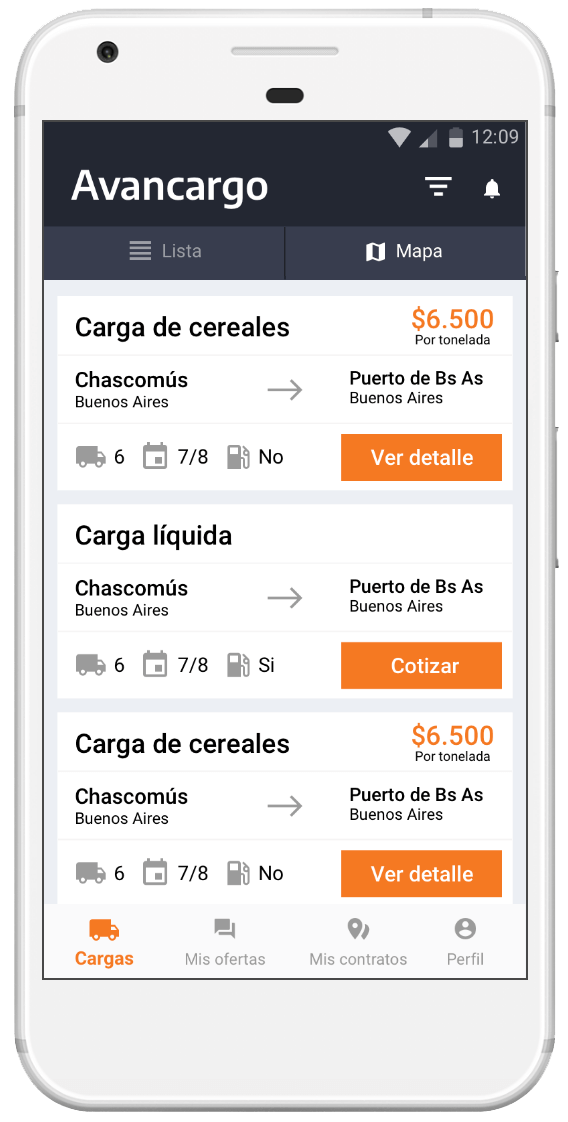 12:09
Avancargo
Lista Mapa
Carga de cereales $6.500
Por tonelada
Chascomús Puerto de Bs As
Buenos Aires Buenos Aires
6 7/8 No Ver detalle
Carga líquida
Chascomús Puerto de Bs As
Buenos Aires Buenos Aires
6 7/8 Si Cotizar
Carga de cereales $6.500
Por tonelada
Chascomús Puerto de Bs As
Buenos Aires Buenos Aires
6 7/8 No Ver detalle
Cargas Mis ofertas Mis contratos Perfil